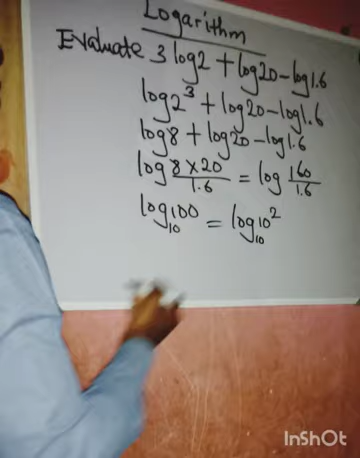 Logarithm
Evaluate 3 log2 + log20 - log1.6
log2³ + log20 - log1.6
log8 + log20 - log1.6
log 8 × 20 / 1.6 = log 160 / 1.6
log₁₀100 = log₁₀10²
InShOt